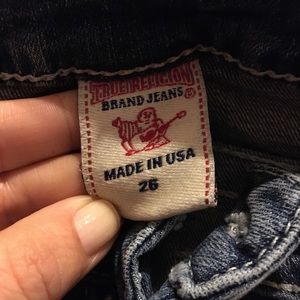 TRUE RELIGION
BRAND JEANS ®
MADE IN USA
26